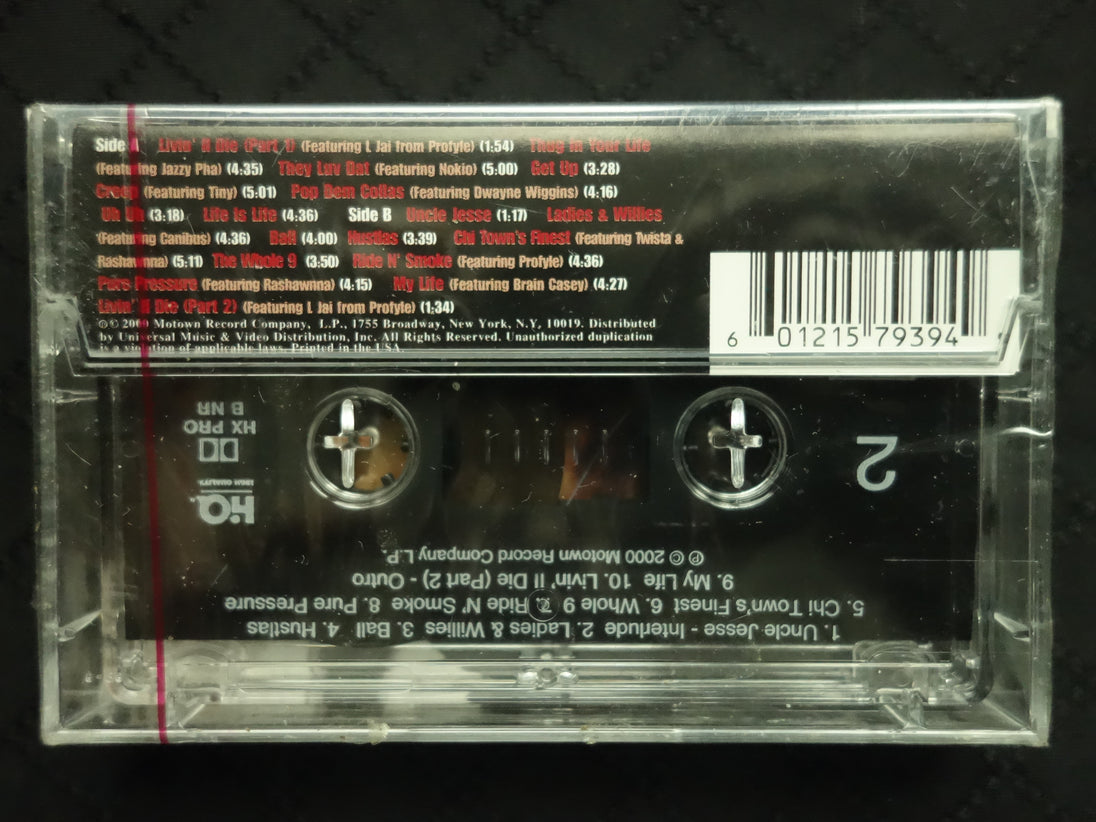 Side A Livin' II Die (Part 1) (Featuring L Jai from Profyle) (1:54) Thug In Your Life
(Featuring Jazzy Pha) (4:35) They Luv Dat (Featuring Nokio) (5:00) Get Up (3:28)
Creep (Featuring Tiny) (5:01) Pop Dem Collas (Featuring Dwayne Wiggins) (4:16)
Uh Uh (3:18) Life Is Life (4:36) Side B Uncle Jesse (1:17) Ladies & Willies
(Featuring Canibus) (4:36) Ball (4:00) Hustlas (3:39) Chi Town's Finest (Featuring Twista &
Rashawnna) (5:11) The Whole 9 (3:50) Ride N' Smoke (Featuring Profyle) (4:36)
Pure Pressure (Featuring Rashawnna) (4:15) My Life (Featuring Brain Casey) (4:27)
Livin' II Die (Part 2) (Featuring L Jai from Profyle) (1:34)
℗© 2000 Motown Record Company, L.P., 1755 Broadway, New York, N.Y, 10019. Distributed
by Universal Music & Video Distribution, Inc. All Rights Reserved. Unauthorized duplication
is a violation of applicable laws. Printed in the USA.
6 01215 79394
2
1. Uncle Jesse - Interlude 2. Ladies & Willies 3. Ball 4. Hustlas
5. Chi Town's Finest 6. Whole 9 7. Ride N' Smoke 8. Pure Pressure
9. My Life 10. Livin' II Die (Part 2) - Outro
℗ © 2000 Motown Record Company L.P.
HiQ
HIGH QUALITY
HX PRO
B NR